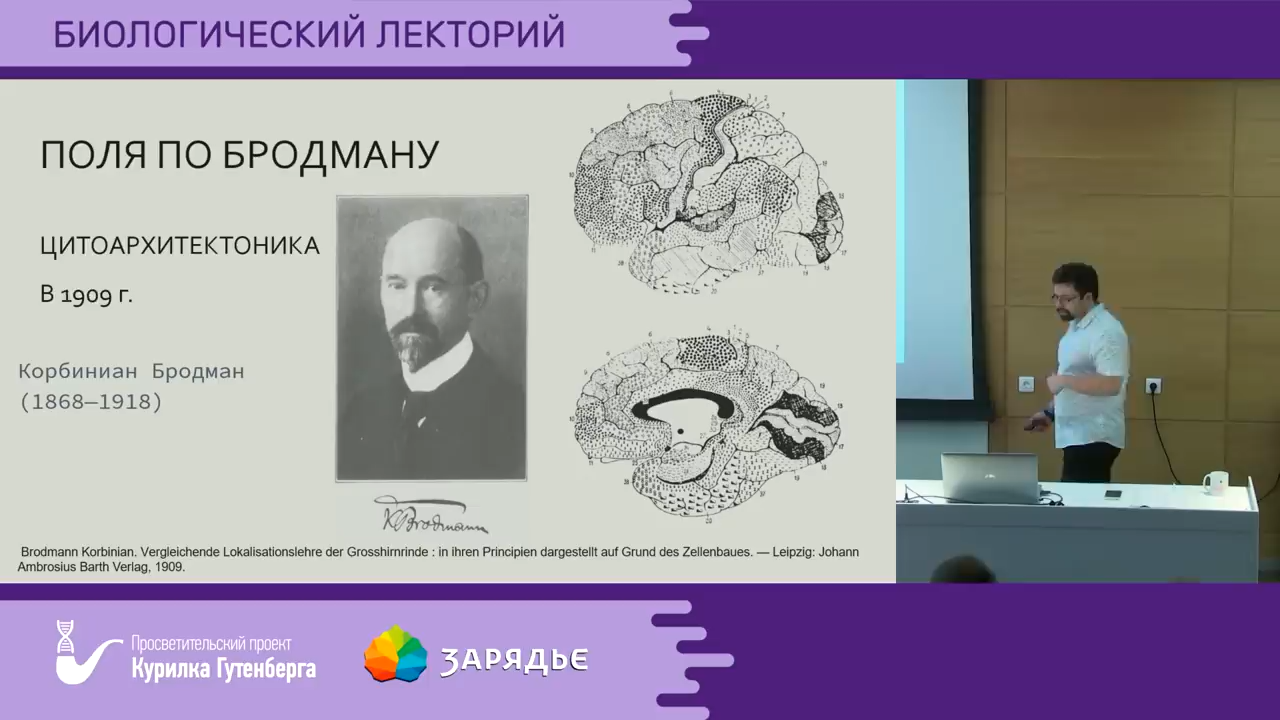 БИОЛОГИЧЕСКИЙ ЛЕКТОРИЙ
ПОЛЯ ПО БРОДМАНУ
ЦИТОАРХИТЕКТОНИКА
В 1909 г.
Корбиниан Бродман
(1868—1918)
K Brodmann
Brodmann Korbinian. Vergleichende Lokalisationslehre der Grosshirnrinde : in ihren Principien dargestellt auf Grund des Zellenbaues. — Leipzig: Johann
Ambrosius Barth Verlag, 1909.
Просветительский проект
Курилка Гутенберга
ЗАРЯДЬЕ